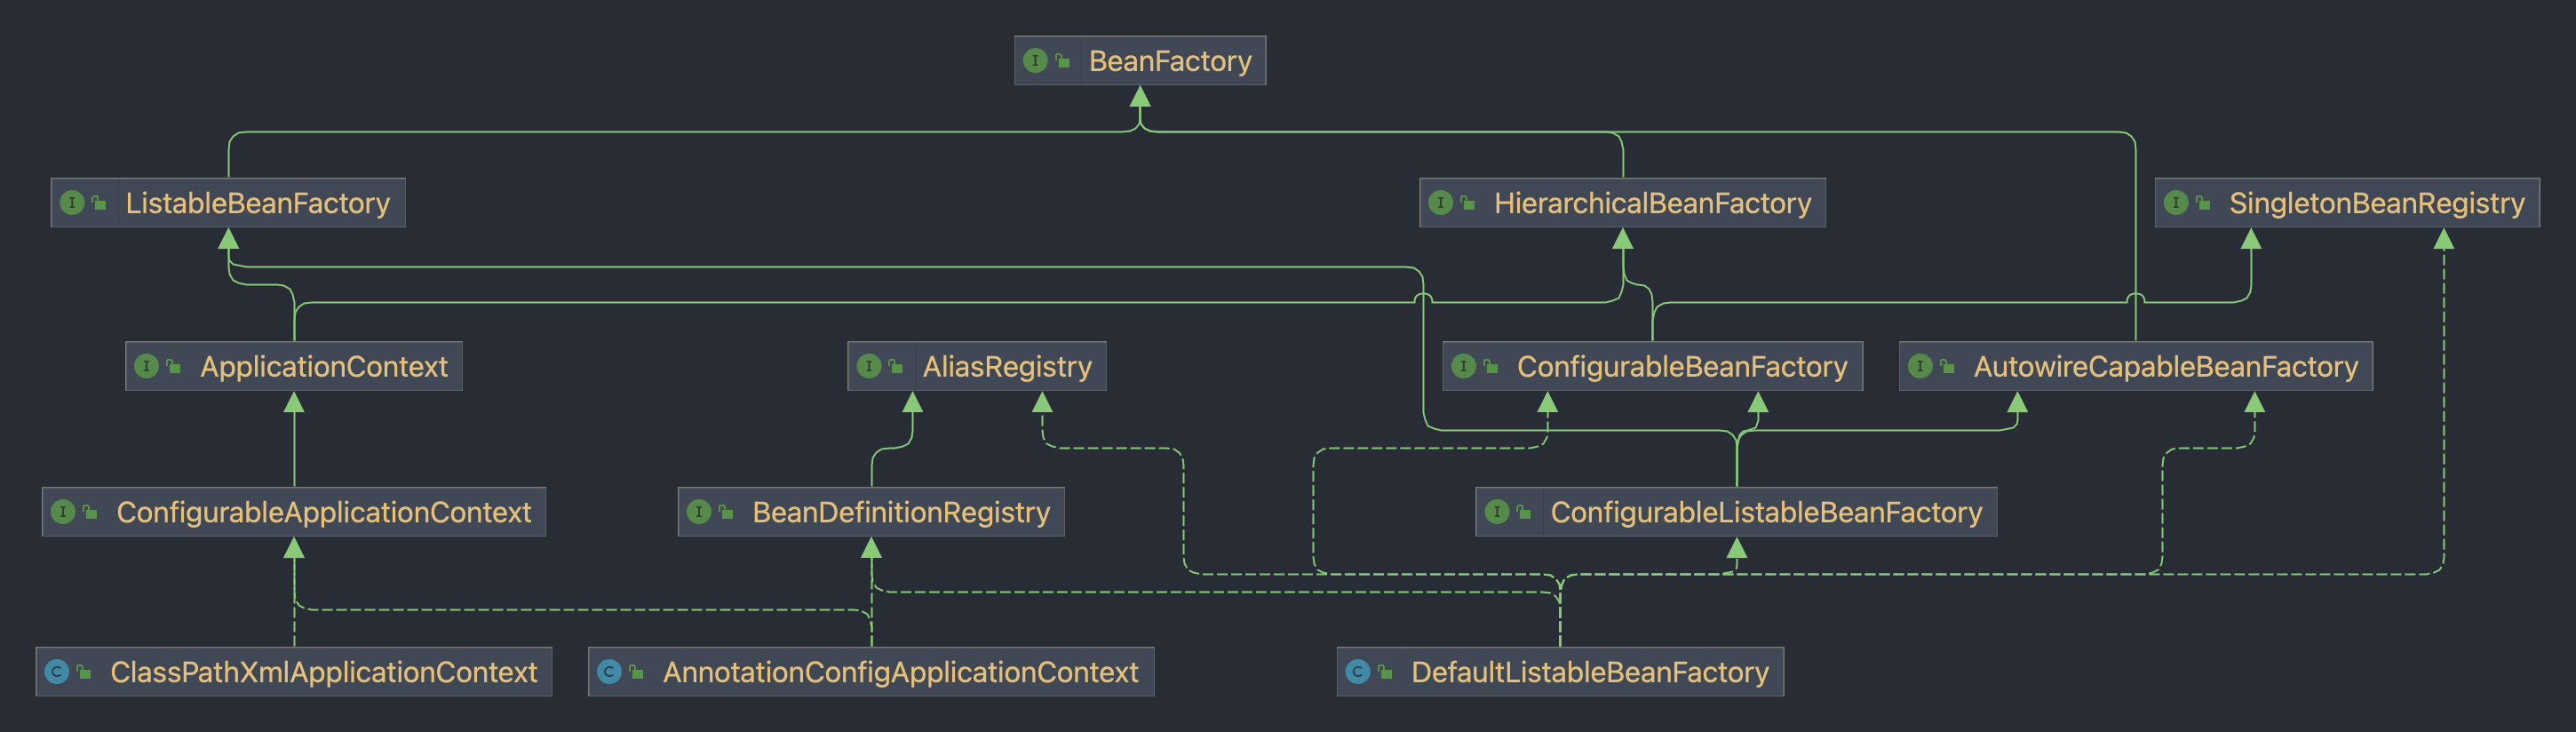 BeanFactory
ListableBeanFactory
HierarchicalBeanFactory
SingletonBeanRegistry
ApplicationContext
AliasRegistry
ConfigurableBeanFactory
AutowireCapableBeanFactory
ConfigurableApplicationContext
BeanDefinitionRegistry
ConfigurableListableBeanFactory
ClassPathXmlApplicationContext
AnnotationConfigApplicationContext
DefaultListableBeanFactory